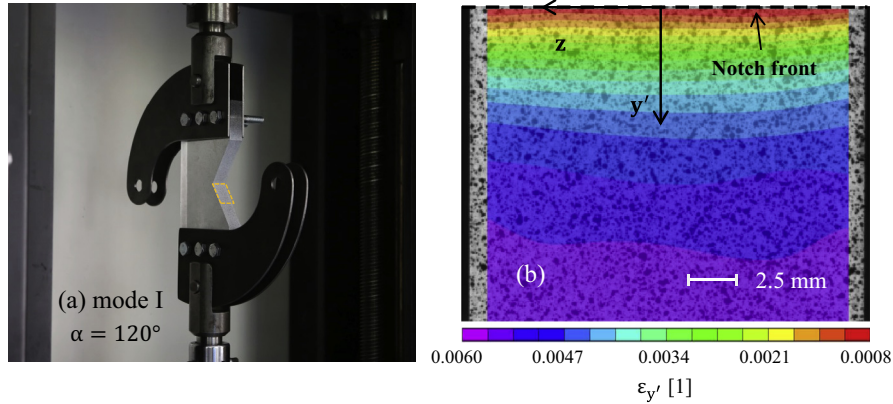 (a) mode I
α = 120°
z
Notch front
y′
(b)
2.5 mm
0.0060 0.0047 0.0034 0.0021 0.0008
εy′ [1]